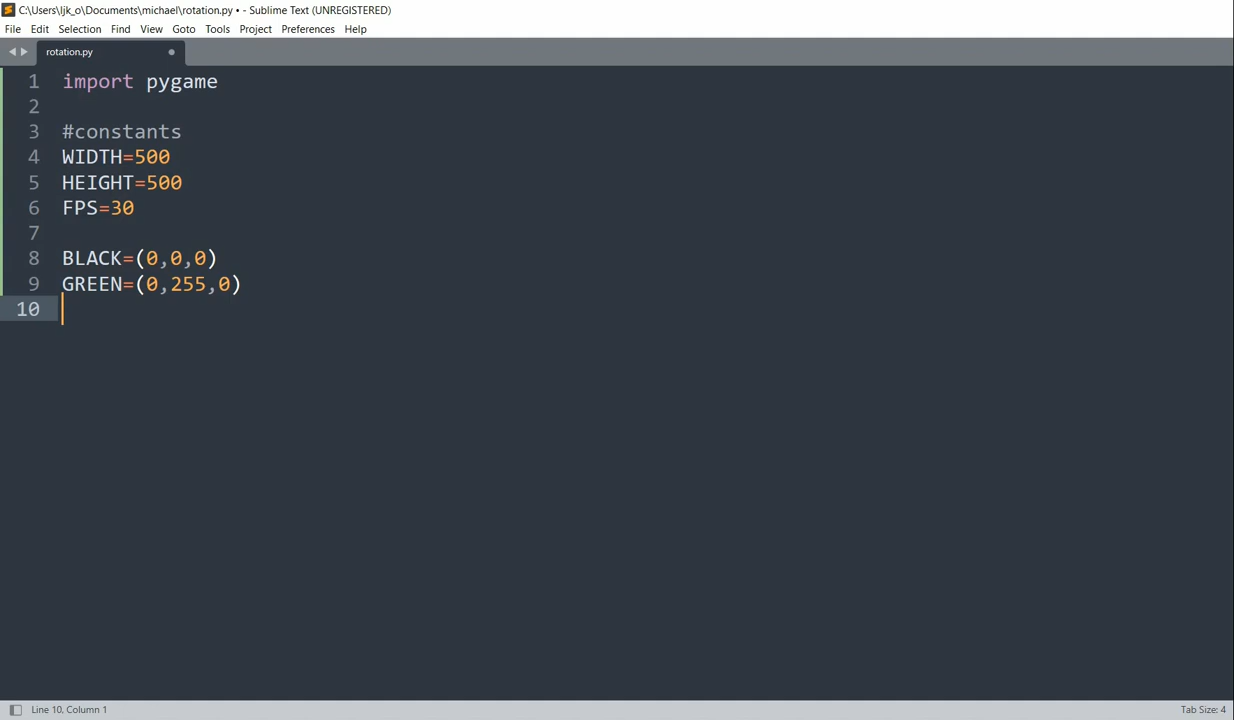 C:\Users\ljk_o\Documents\michael\rotation.py • - Sublime Text (UNREGISTERED)
File Edit Selection Find View Goto Tools Project Preferences Help
rotation.py
1 import pygame
2
3 #constants
4 WIDTH=500
5 HEIGHT=500
6 FPS=30
7
8 BLACK=(0,0,0)
9 GREEN=(0,255,0)
10
Line 10, Column 1 Tab Size: 4